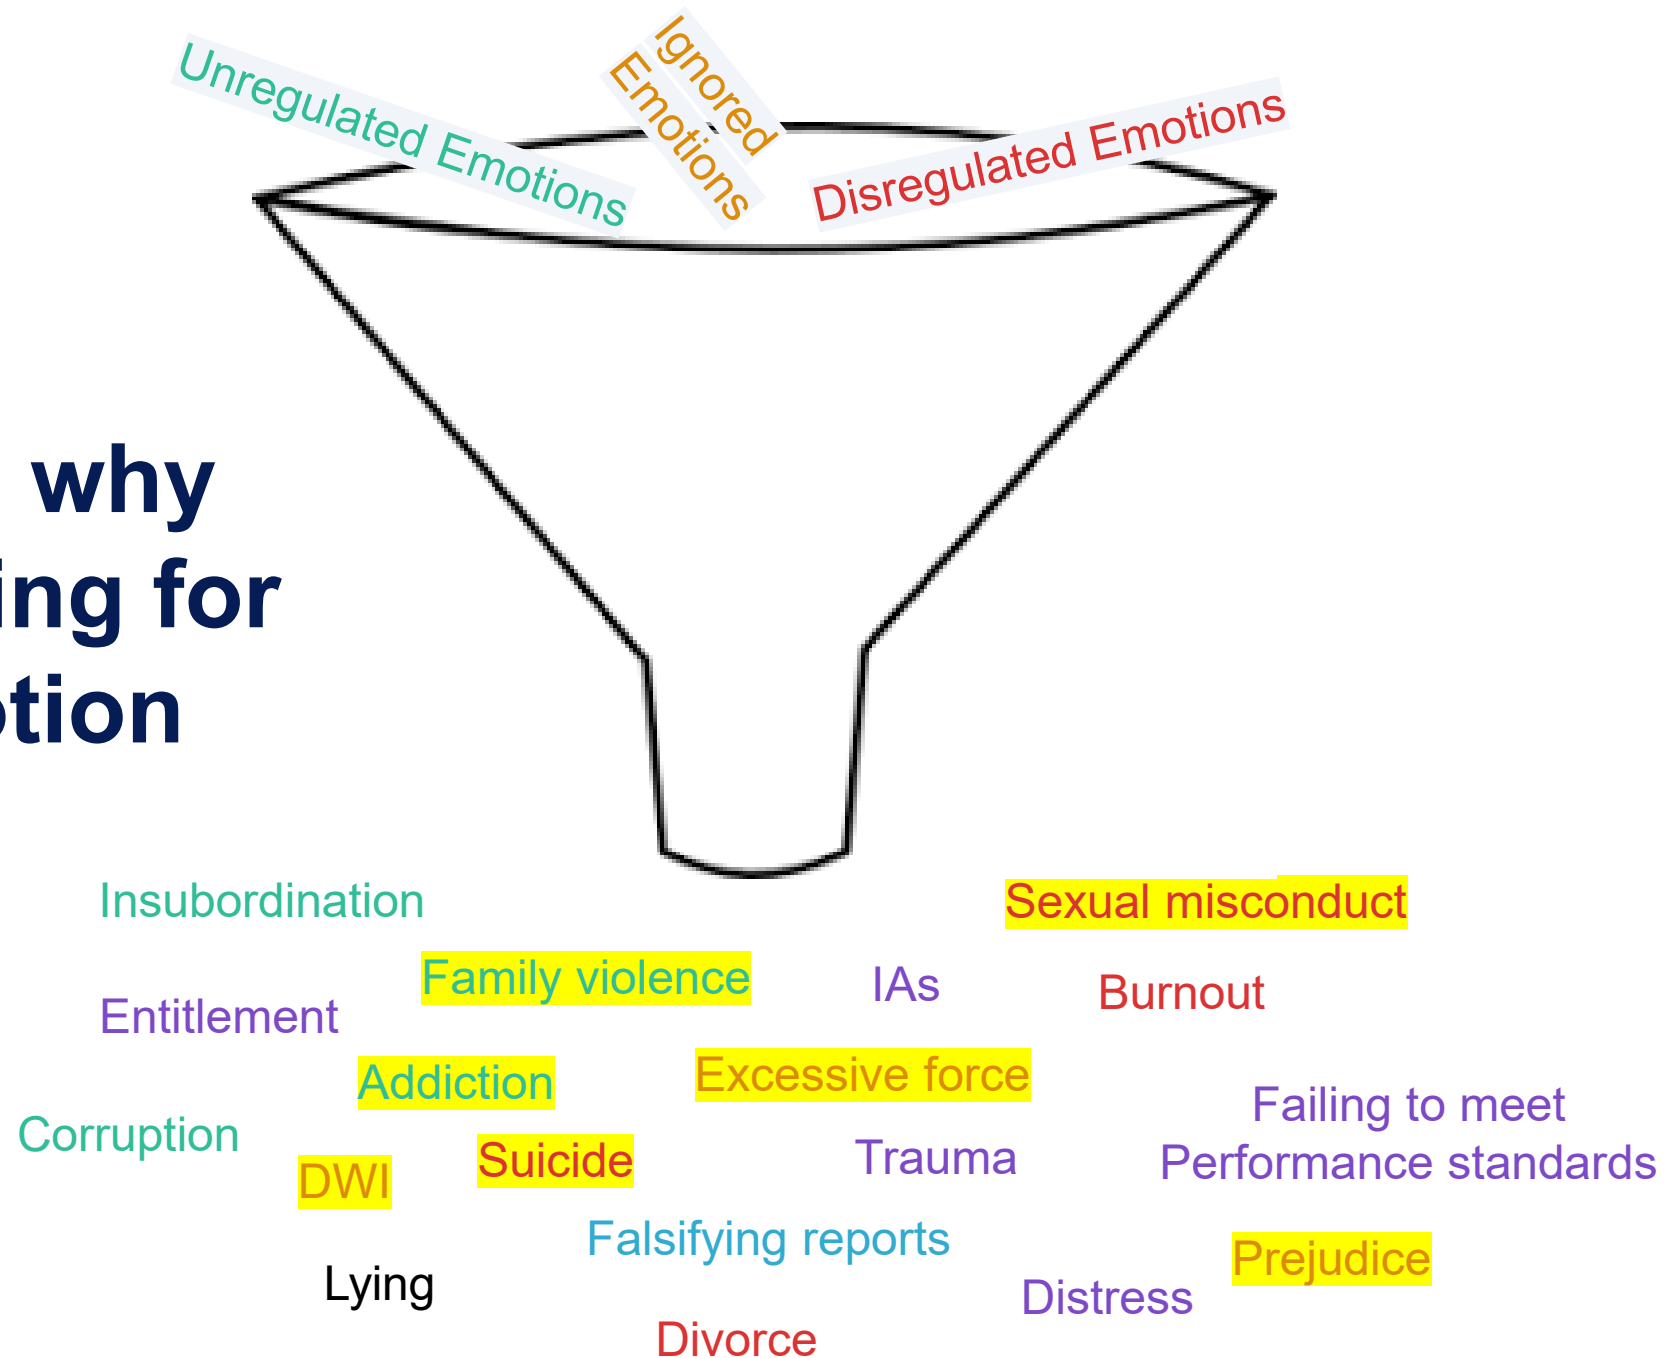 Unregulated Emotions
Ignored
Emotions
Disregulated Emotions
why
ing for
otion
Insubordination
Sexual misconduct
Family violence
IAs
Burnout
Entitlement
Addiction
Excessive force
Failing to meet
Performance standards
Corruption
DWI
Suicide
Trauma
Falsifying reports
Prejudice
Lying
Distress
Divorce